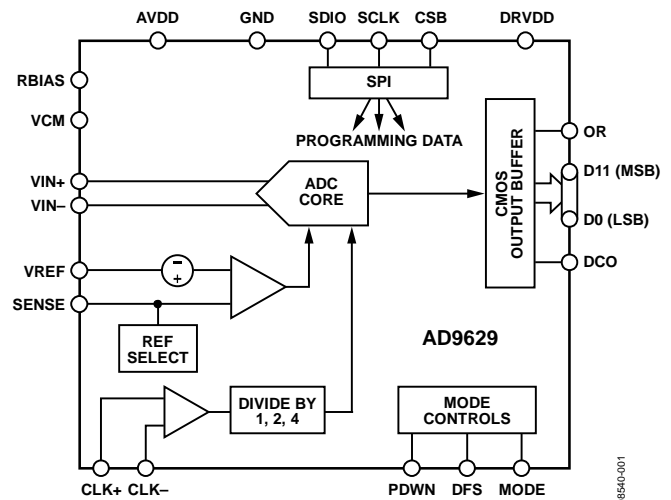 AVDD
GND
SDIO
SCLK
CSB
DRVDD
RBIAS
VCM
SPI
PROGRAMMING DATA
VIN+
VIN–
ADC
CORE
CMOS
OUTPUT BUFFER
OR
D11 (MSB)
D0 (LSB)
DCO
VREF
SENSE
–
+
REF
SELECT
AD9629
DIVIDE BY
1, 2, 4
MODE
CONTROLS
CLK+
CLK–
PDWN
DFS
MODE
8540-001